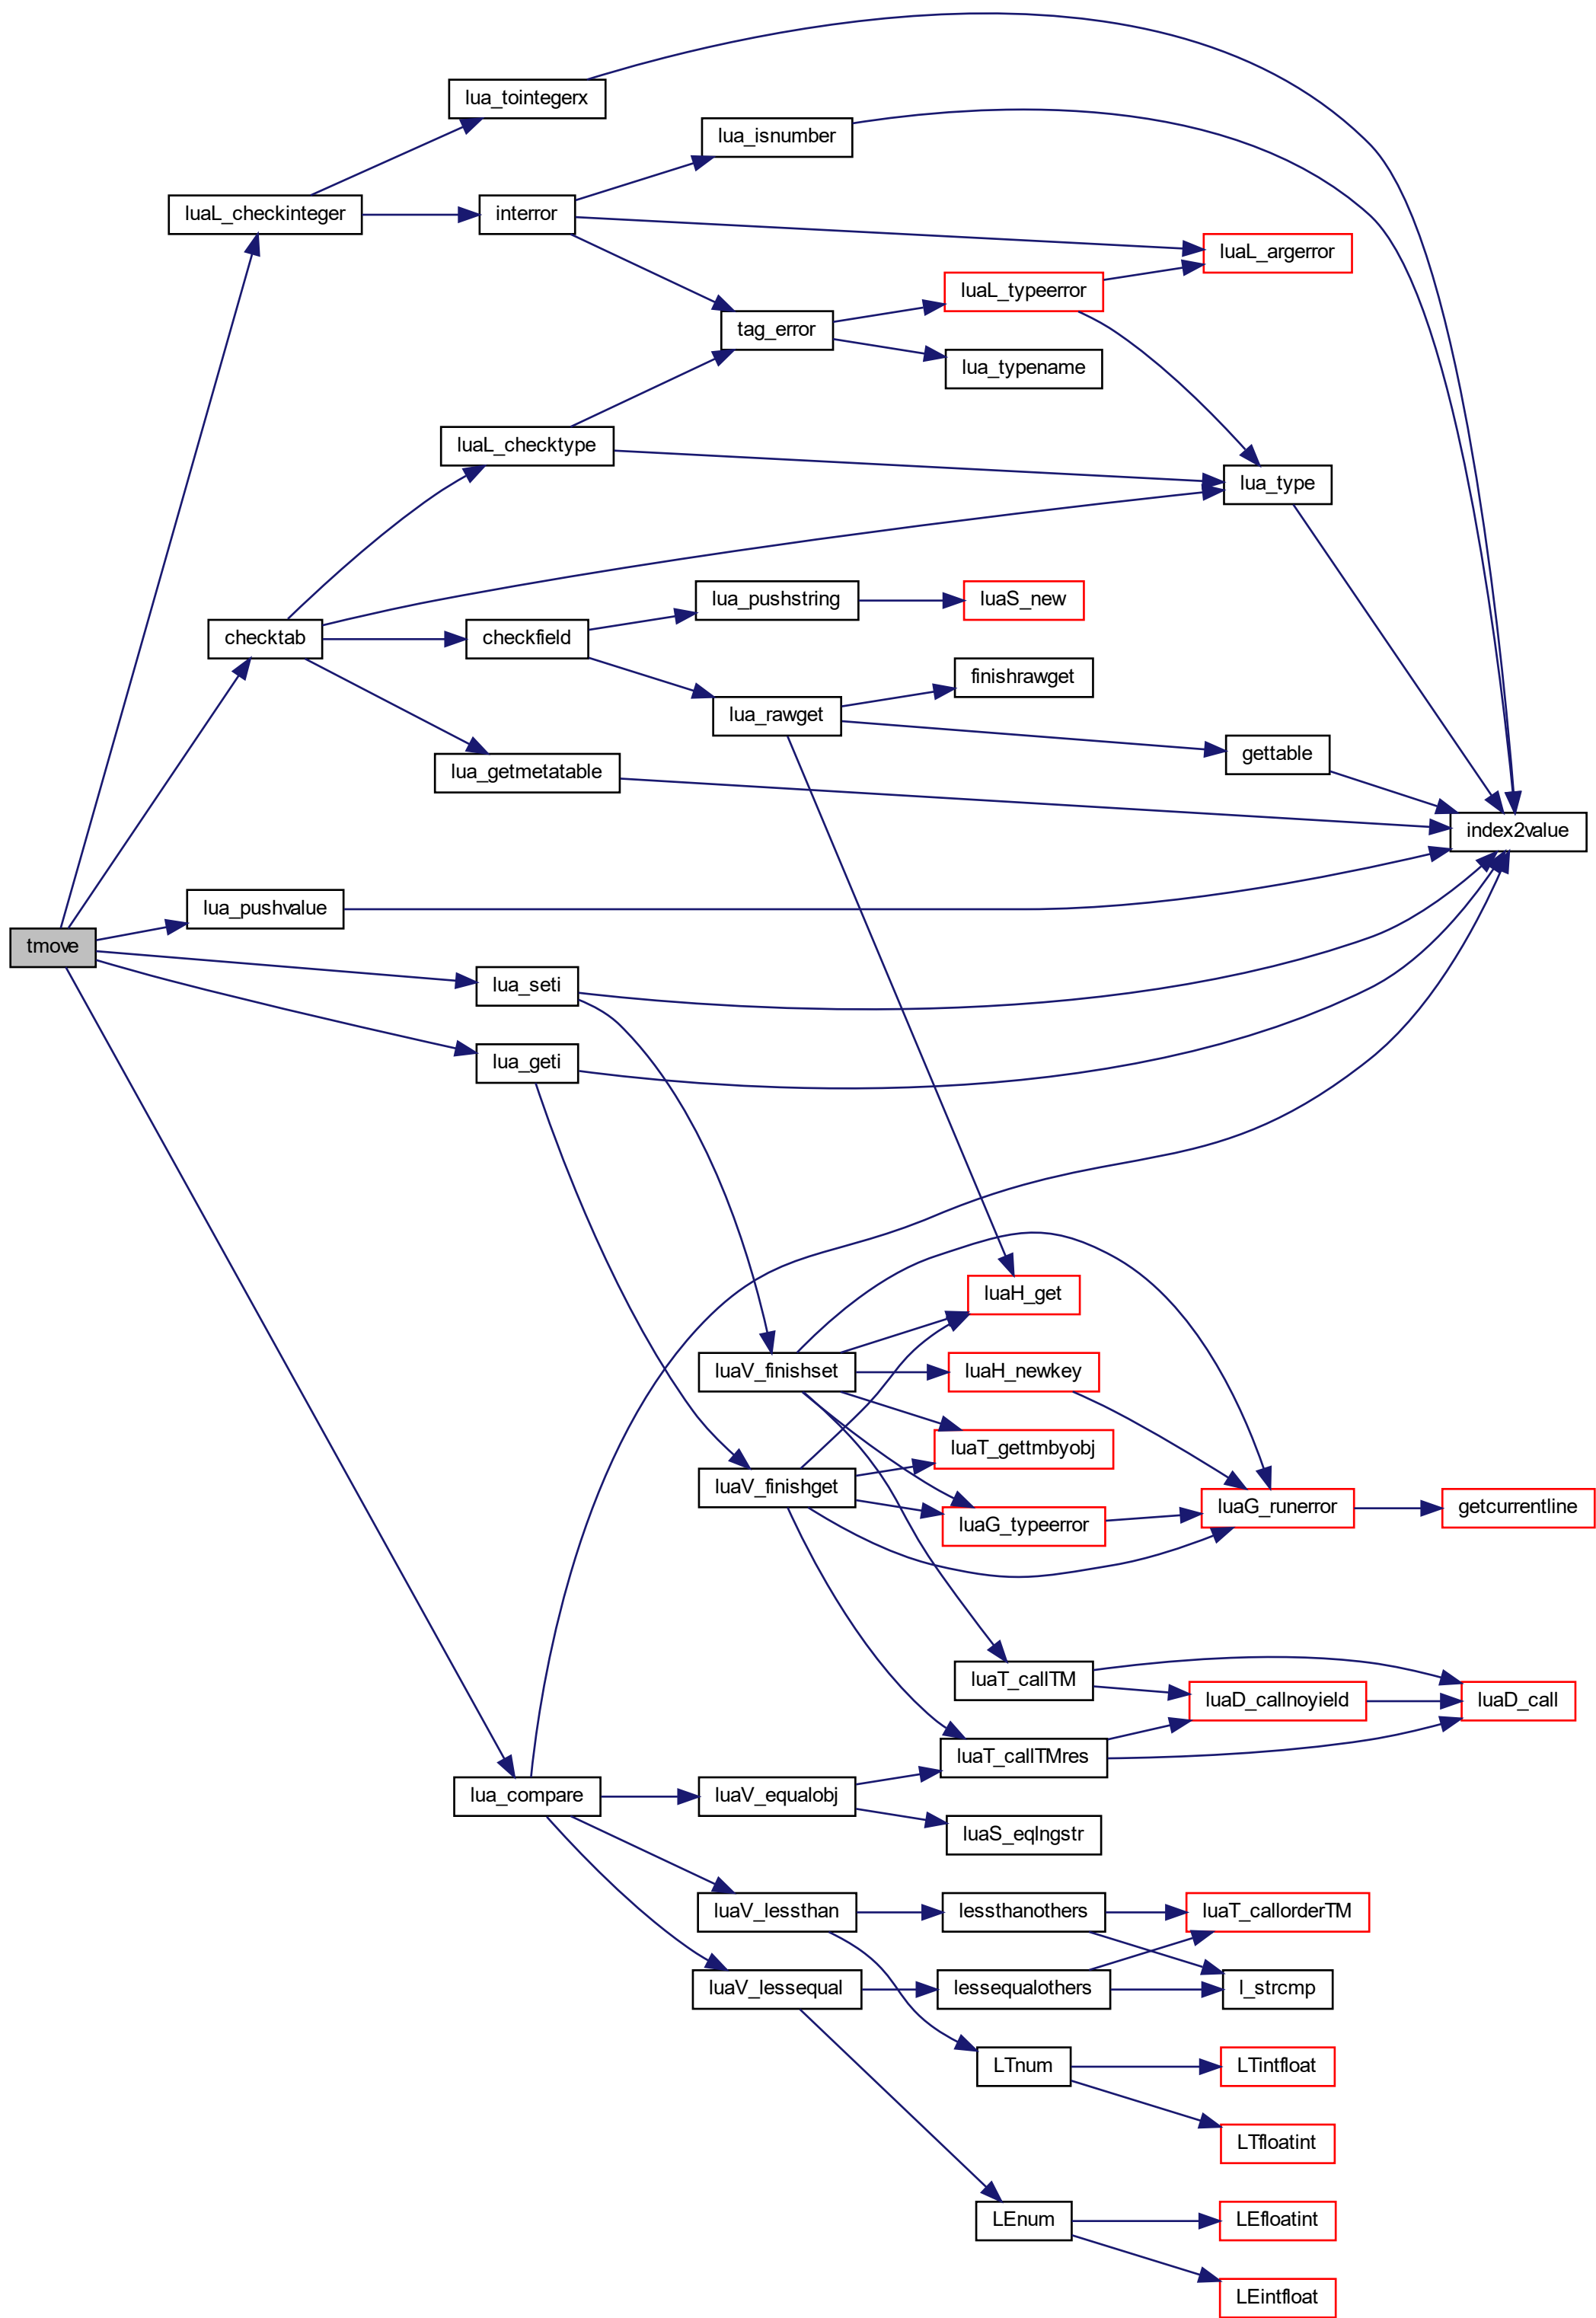 lua_tointegerx
lua_isnumber
luaL_checkinteger
interror
luaL_argerror
luaL_typeerror
tag_error
lua_typename
luaL_checktype
lua_type
lua_pushstring
luaS_new
checktab
checkfield
finishrawget
lua_rawget
gettable
lua_getmetatable
index2value
lua_pushvalue
tmove
lua_seti
lua_geti
luaH_get
luaV_finishset
luaH_newkey
luaT_gettmbyobj
luaV_finishget
luaG_runerror
getcurrentline
luaG_typeerror
luaT_callTM
luaD_callnoyield
luaD_call
luaT_callTMres
lua_compare
luaV_equalobj
luaS_eqlngstr
luaV_lessthan
lessthanothers
luaT_callorderTM
luaV_lessequal
lessequalothers
l_strcmp
LTnum
LTintfloat
LTfloatint
LEnum
LEfloatint
LEintfloat